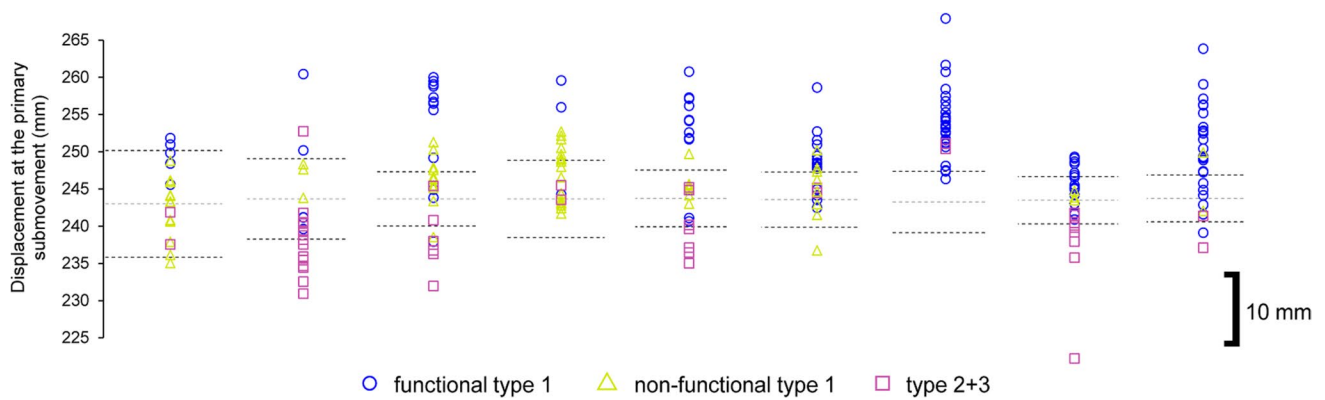 Displacement at the primary
submovement (mm)
265
260
255
250
245
240
235
230
225
10 mm
functional type 1
non-functional type 1
type 2+3